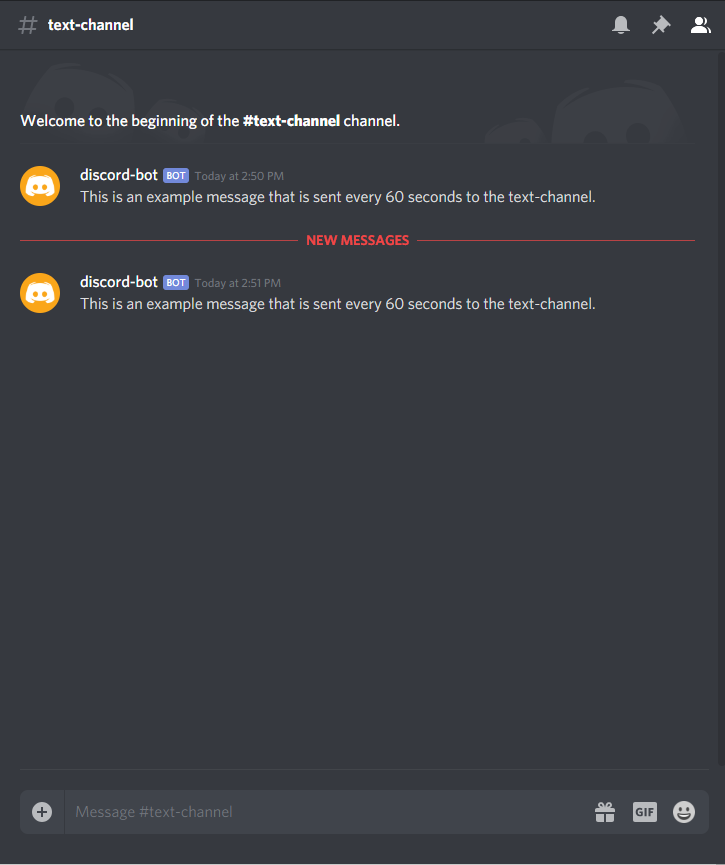 text-channel
Welcome to the beginning of the #text-channel channel.
discord-bot BOT Today at 2:50 PM
This is an example message that is sent every 60 seconds to the text-channel.
NEW MESSAGES
discord-bot BOT Today at 2:51 PM
This is an example message that is sent every 60 seconds to the text-channel.
Message #text-channel GIF